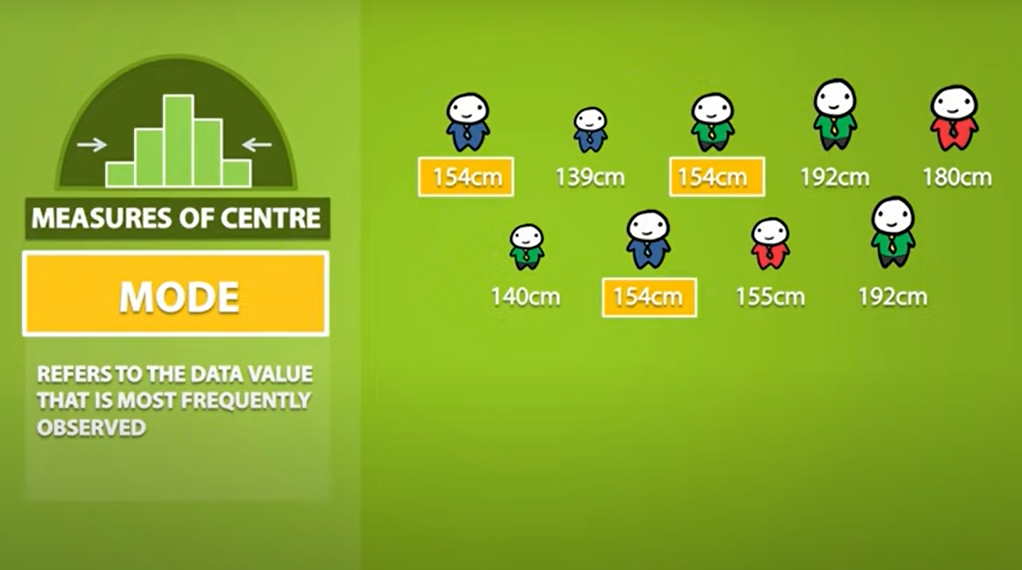 MEASURES OF CENTRE
MODE
REFERS TO THE DATA VALUE
THAT IS MOST FREQUENTLY
OBSERVED
154cm 139cm 154cm 192cm 180cm
140cm 154cm 155cm 192cm